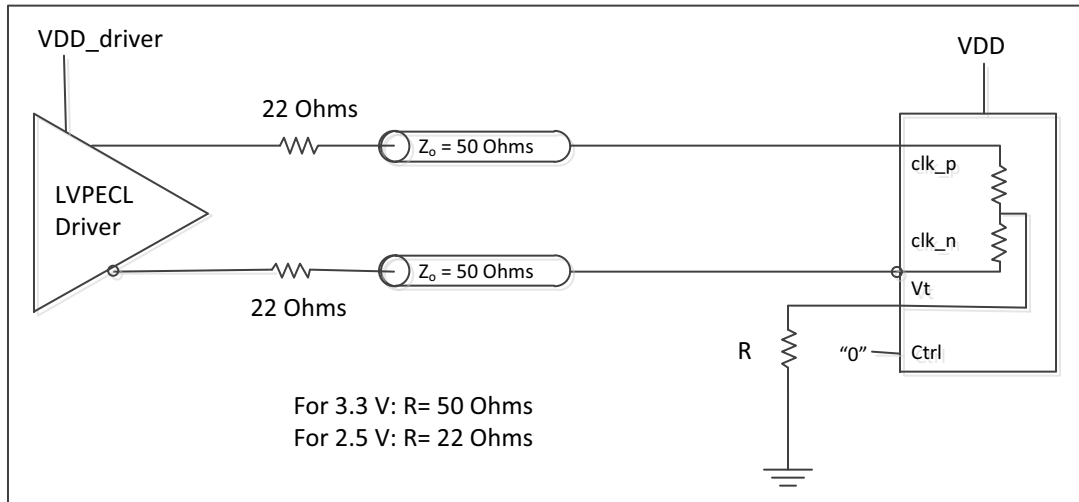 VDD_driver
VDD
22 Ohms
Zo = 50 Ohms
clk_p
LVPECL
Driver
clk_n
Zo = 50 Ohms
Vt
22 Ohms
R
“0”
Ctrl
For 3.3 V: R= 50 Ohms
For 2.5 V: R= 22 Ohms